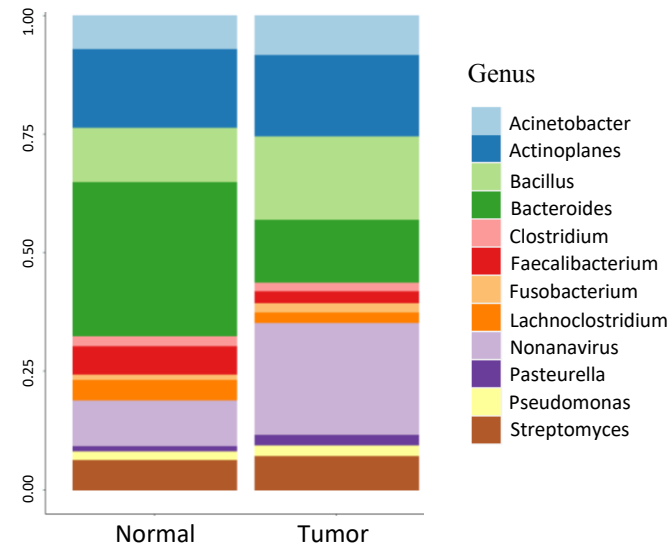 1.00
0.75
0.50
0.25
0.00
Normal
Tumor
Genus
Acinetobacter
Actinoplanes
Bacillus
Bacteroides
Clostridium
Faecalibacterium
Fusobacterium
Lachnoclostridium
Nonanavirus
Pasteurella
Pseudomonas
Streptomyces